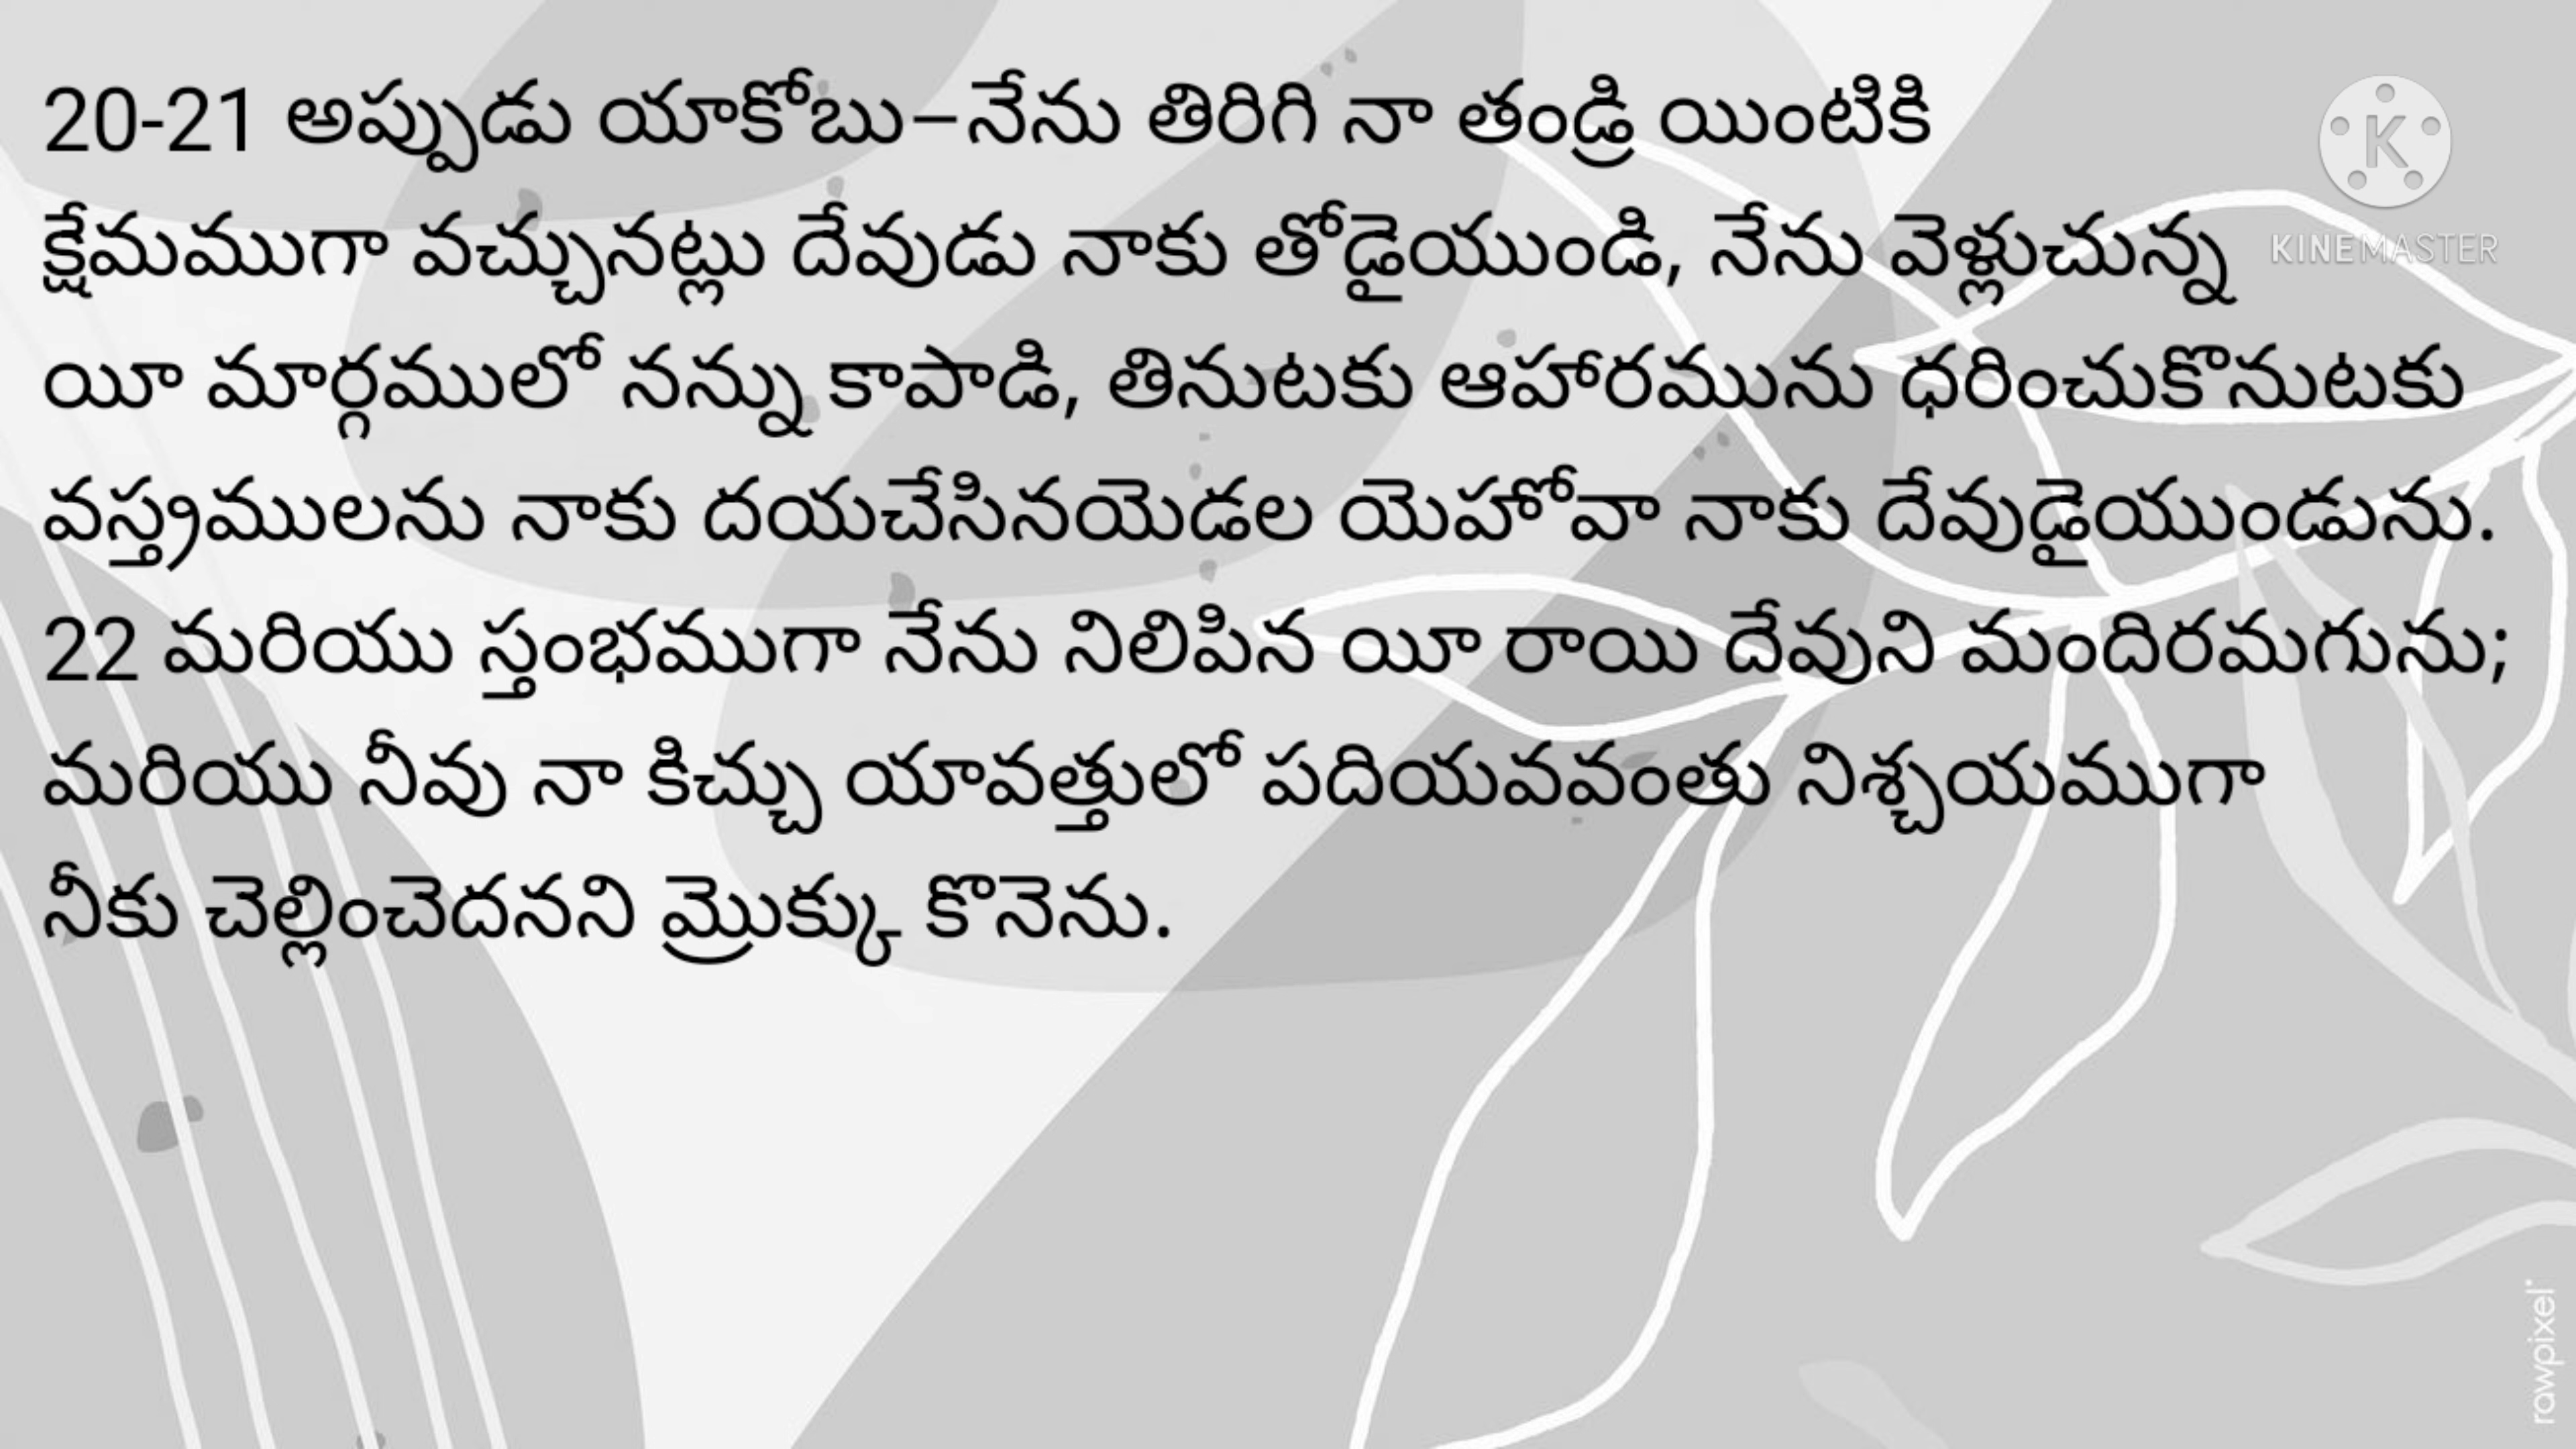 20-21 అప్పుడు యాకోబు–నేను తిరిగి నా తండ్రి యింటికి
క్షేమముగా వచ్చునట్లు దేవుడు నాకు తోడైయుండి, నేను వెళ్లుచున్న
యీ మార్గములో నన్ను కాపాడి, తినుటకు ఆహారమును ధరించుకొనుటకు
వస్త్రములను నాకు దయచేసినయెడల యెహోవా నాకు దేవుడైయుండును.
22 మరియు స్తంభముగా నేను నిలిపిన యీ రాయి దేవుని మందిరమగును;
మరియు నీవు నా కిచ్చు యావత్తులో పదియవవంతు నిశ్చయముగా
నీకు చెల్లించెదనని మ్రొక్కు కొనెను.
K
KINEMASTER
rawpixel